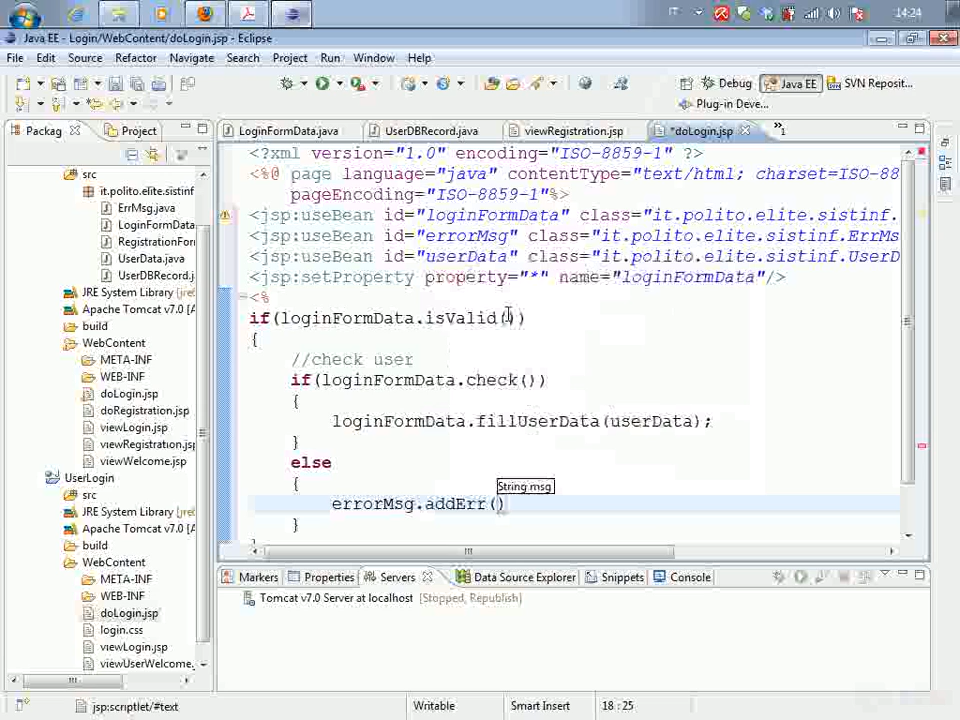 IT
14:24
Java EE - Login/WebContent/doLogin.jsp - Eclipse
File Edit Source Refactor Navigate Search Project Run Window Help
Debug Java EE SVN Reposit...
Plug-in Deve...
Packag Project
LoginFormData.java UserDBRecord.java viewRegistration.jsp *doLogin.jsp »1
src
it.polito.elite.sistinf
ErrMsg.java
LoginFormData
RegistrationFor
UserData.java
UserDBRecord.j
JRE System Library [jre
Apache Tomcat v7.0 [
build
WebContent
META-INF
WEB-INF
doLogin.jsp
doRegistration.jsp
viewLogin.jsp
viewRegistration.jsp
viewWelcome.jsp
UserLogin
src
JRE System Library [j
Apache Tomcat v7.0 [
build
WebContent
META-INF
WEB-INF
doLogin.jsp
login.css
viewLogin.jsp
viewUserWelcome.
<?xml version="1.0" encoding="ISO-8859-1" ?>
<%@ page language="java" contentType="text/html; charset=ISO-88
pageEncoding="ISO-8859-1"%>
<jsp:useBean id="loginFormData" class="it.polito.elite.sistinf.
<jsp:useBean id="errorMsg" class="it.polito.elite.sistinf.ErrMs
<jsp:useBean id="userData" class="it.polito.elite.sistinf.UserD
<jsp:setProperty property="*" name="loginFormData"/>
<%
if(loginFormData.isValid())
{
//check user
if(loginFormData.check())
{
loginFormData.fillUserData(userData);
}
else
{
String msg
errorMsg.addErr()
}
Markers Properties Servers Data Source Explorer Snippets Console
Tomcat v7.0 Server at localhost [Stopped, Republish]
jsp:scriptlet/#text Writable Smart Insert 18 : 25